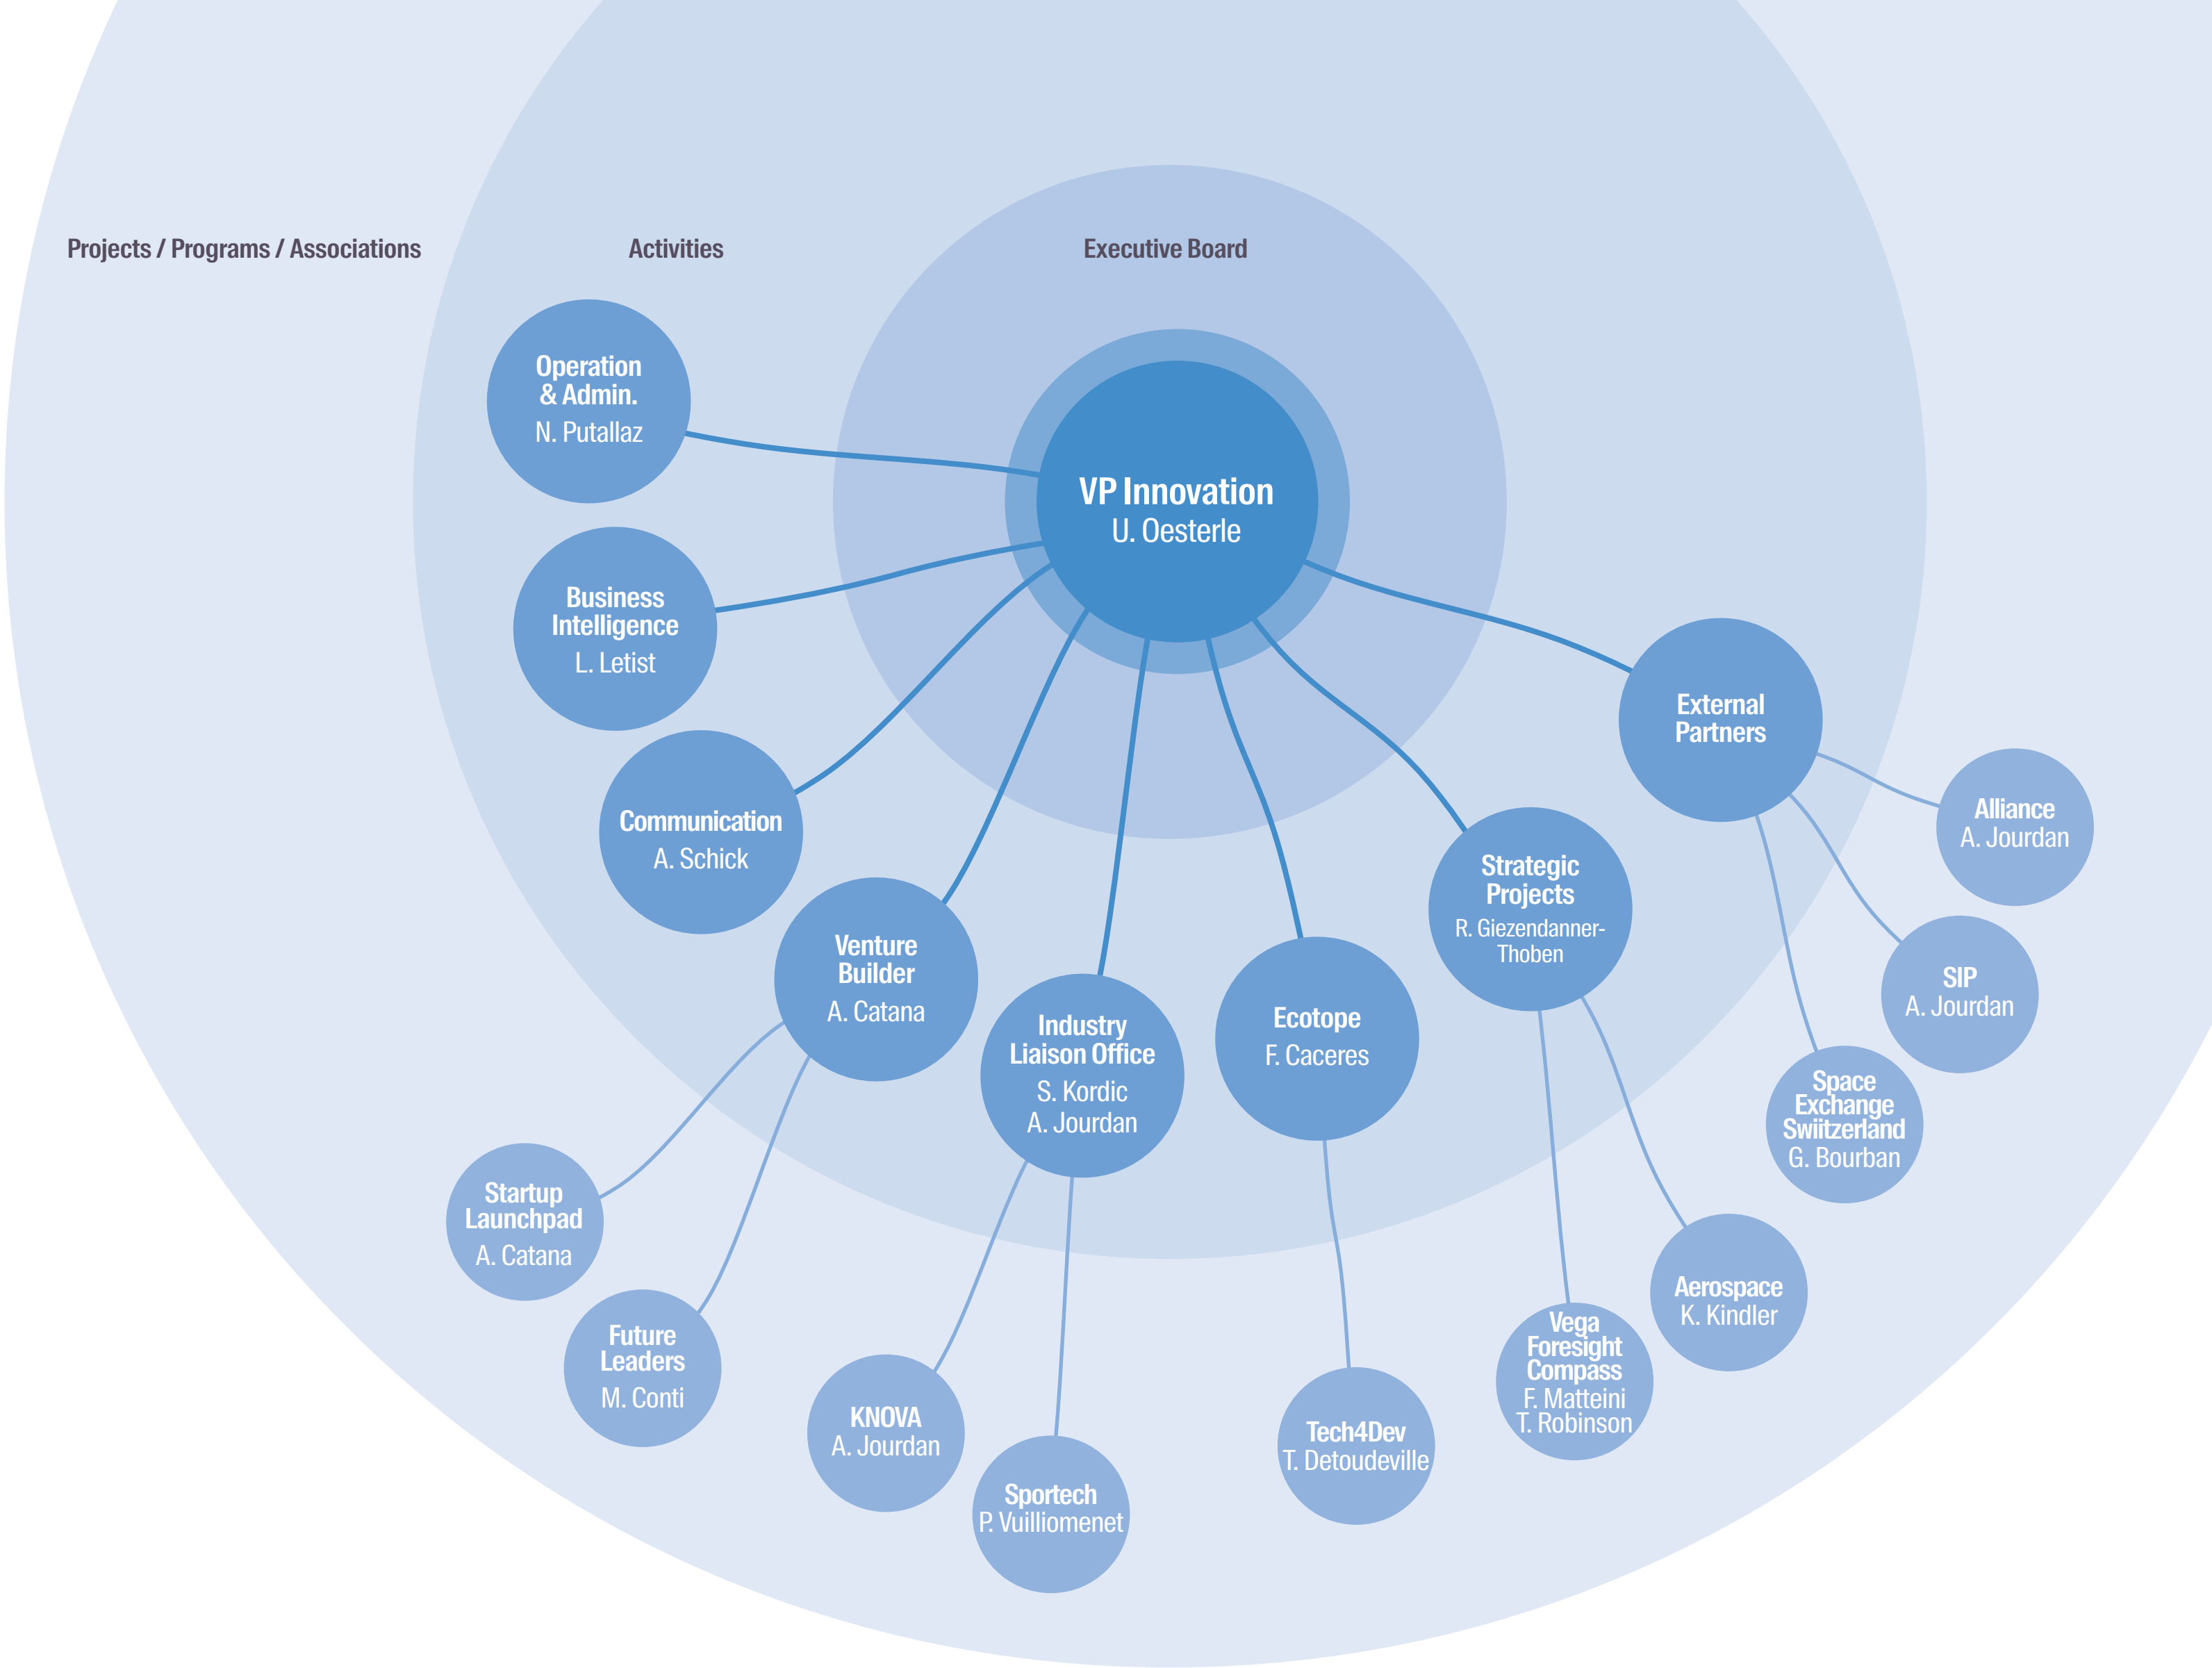 Projects / Programs / Associations
Activities
Executive Board
Operation
& Admin.
N. Putallaz
VP Innovation
U. Oesterle
Business
Intelligence
L. Letist
External
Partners
Communication
A. Schick
Alliance
A. Jourdan
Strategic
Projects
R. Giezendanner-
Thoben
Venture
Builder
A. Catana
SIP
A. Jourdan
Industry
Liaison Office
S. Kordic
A. Jourdan
Ecotope
F. Caceres
Space
Exchange
Swiitzerland
G. Bourban
Startup
Launchpad
A. Catana
Aerospace
K. Kindler
Future
Leaders
M. Conti
Vega
Foresight
Compass
F. Matteini
T. Robinson
KNOVA
A. Jourdan
Tech4Dev
T. Detoudeville
Sportech
P. Vuilliomenet